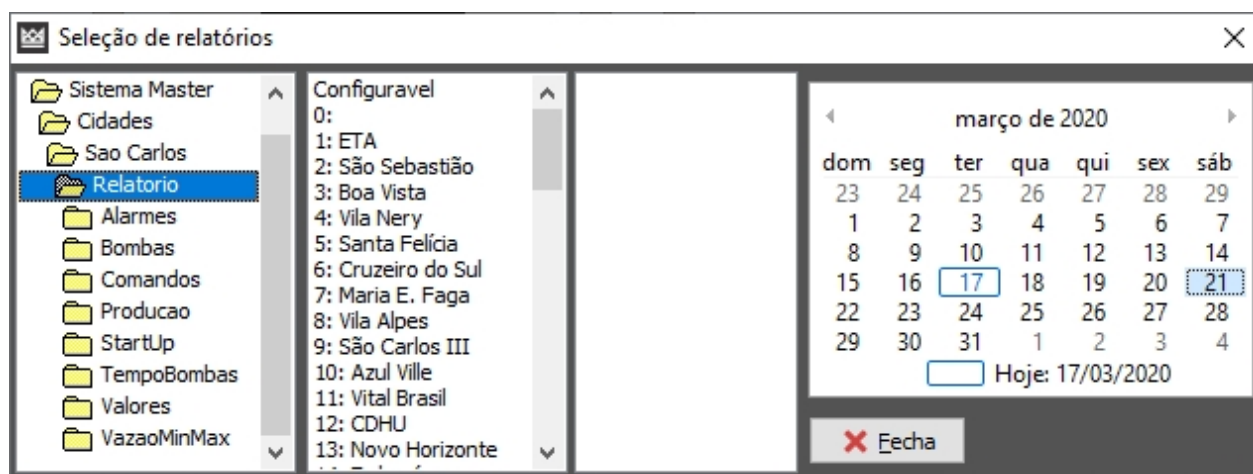 Seleção de relatórios
Sistema Master
Cidades
Sao Carlos
Relatorio
Alarmes
Bombas
Comandos
Producao
StartUp
TempoBombas
Valores
VazaoMinMax
Configuravel
0:
1: ETA
2: São Sebastião
3: Boa Vista
4: Vila Nery
5: Santa Felícia
6: Cruzeiro do Sul
7: Maria E. Faga
8: Vila Alpes
9: São Carlos III
10: Azul Ville
11: Vital Brasil
12: CDHU
13: Novo Horizonte
março de 2020
dom seg ter qua qui sex sáb
23 24 25 26 27 28 29
1 2 3 4 5 6 7
8 9 10 11 12 13 14
15 16 17 18 19 20 21
22 23 24 25 26 27 28
29 30 31 1 2 3 4
Hoje: 17/03/2020
Fecha